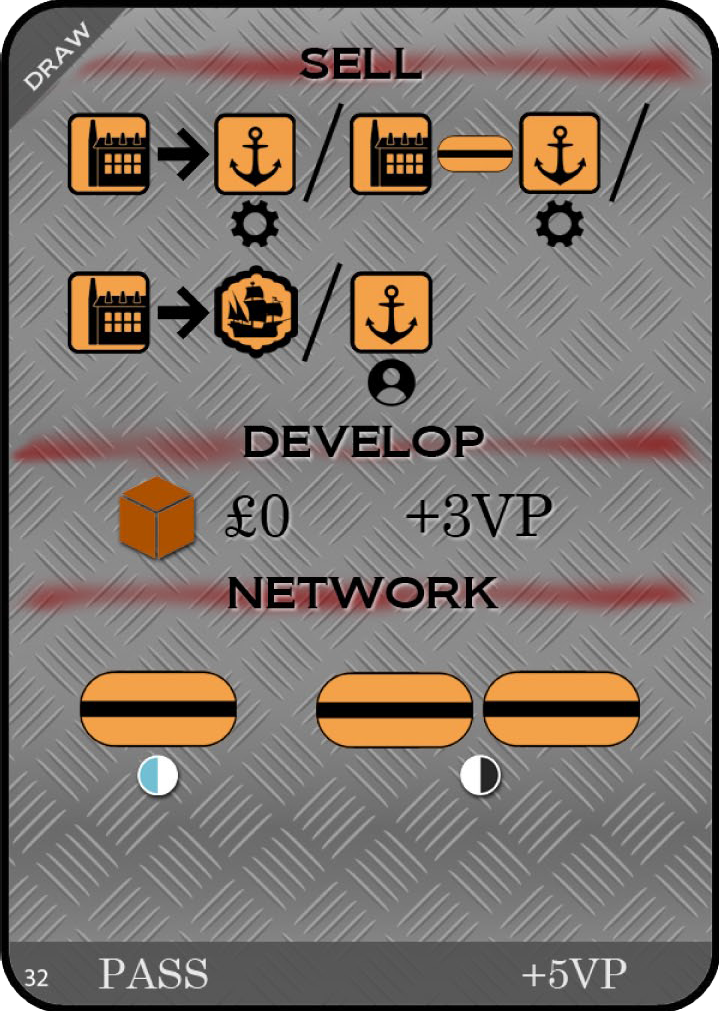 DRAW
SELL
DEVELOP
£0 +3VP
NETWORK
32 PASS +5VP